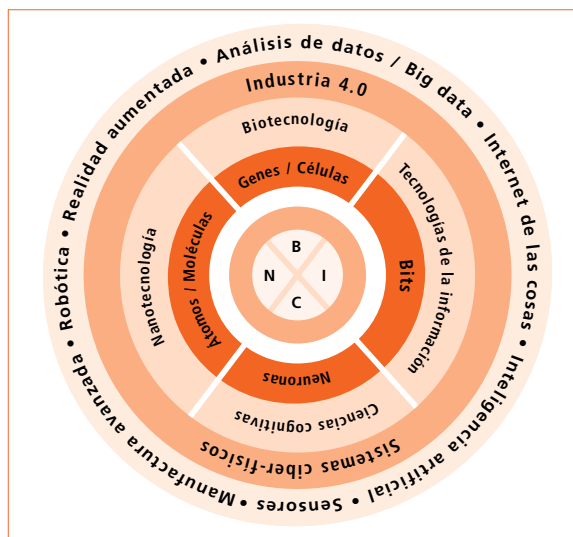 Realidad aumentada • Análisis de datos / Big data • Internet de las cosas • Inteligencia artificial • Sensores • Manufactura avanzada • Robótica •
Industria 4.0
Sistemas ciber-físicos
Biotecnología
Tecnologías de la información
Ciencias cognitivas
Nanotecnología
Genes / Células
Bits
Neuronas
Átomos / Moléculas
B
N I
C